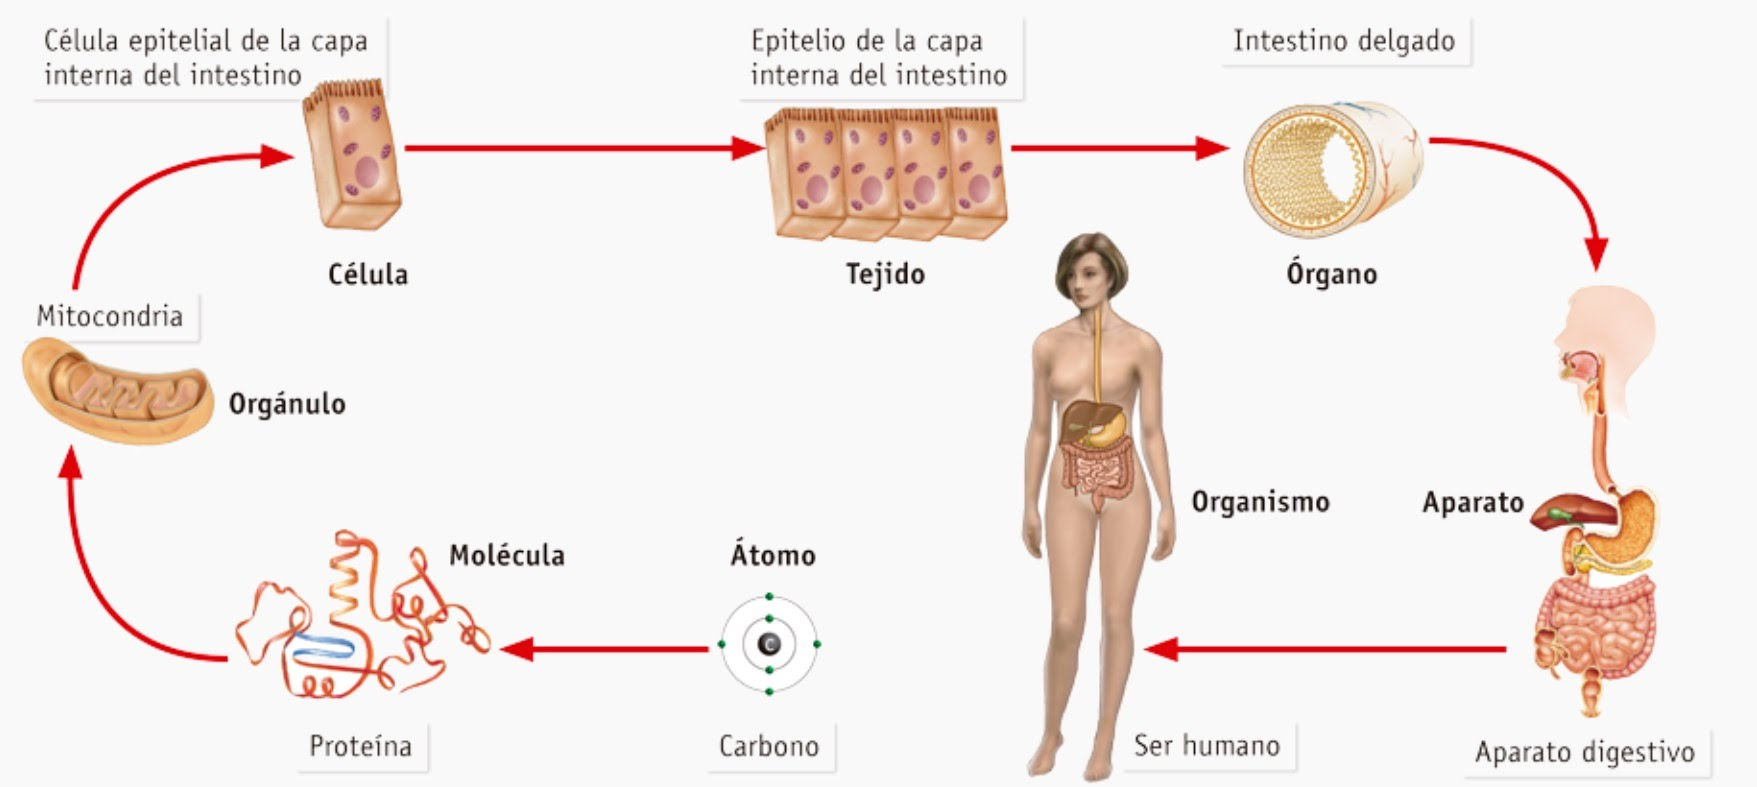 Célula epitelial de la capa
interna del intestino
Epitelio de la capa
interna del intestino
Intestino delgado
Célula
Tejido
Órgano
Mitocondria
Orgánulo
Organismo
Aparato
Molécula
Átomo
C
Proteína
Carbono
Ser humano
Aparato digestivo